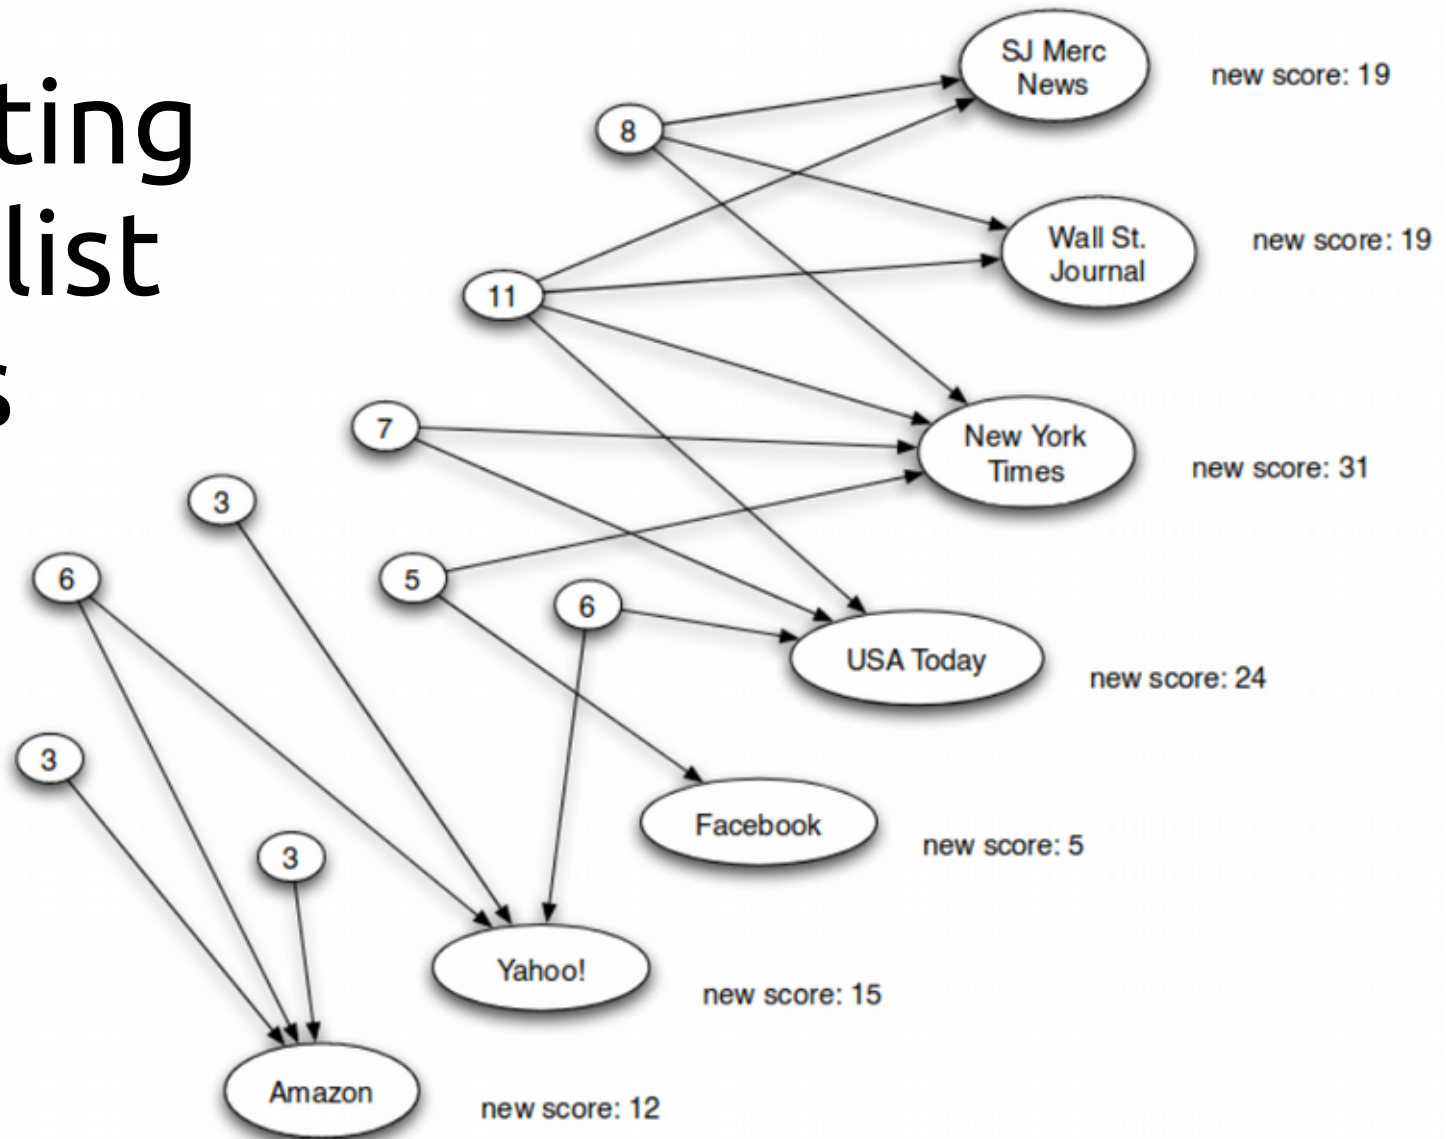 ting
list
s
SJ Merc
News
new score: 19
8
Wall St.
Journal
new score: 19
11
New York
Times
new score: 31
7
3
6
5
6
USA Today
new score: 24
3
Facebook
new score: 5
3
Yahoo!
new score: 15
Amazon
new score: 12